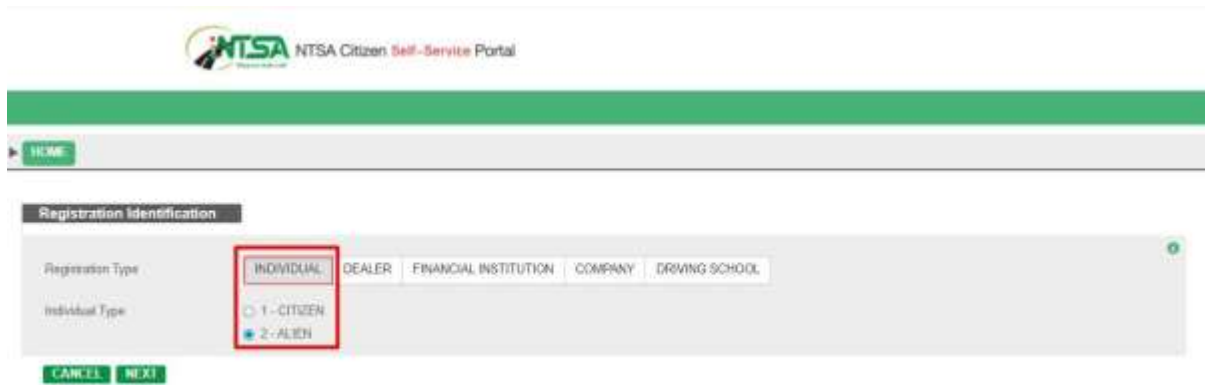 NTSA NTSA Citizen Self-Service Portal
HOME
Registration Identification
Registration Type INDIVIDUAL DEALER FINANCIAL INSTITUTION COMPANY DRIVING SCHOOL
Individual Type 1 - CITIZEN
2 - ALIEN
CANCEL NEXT